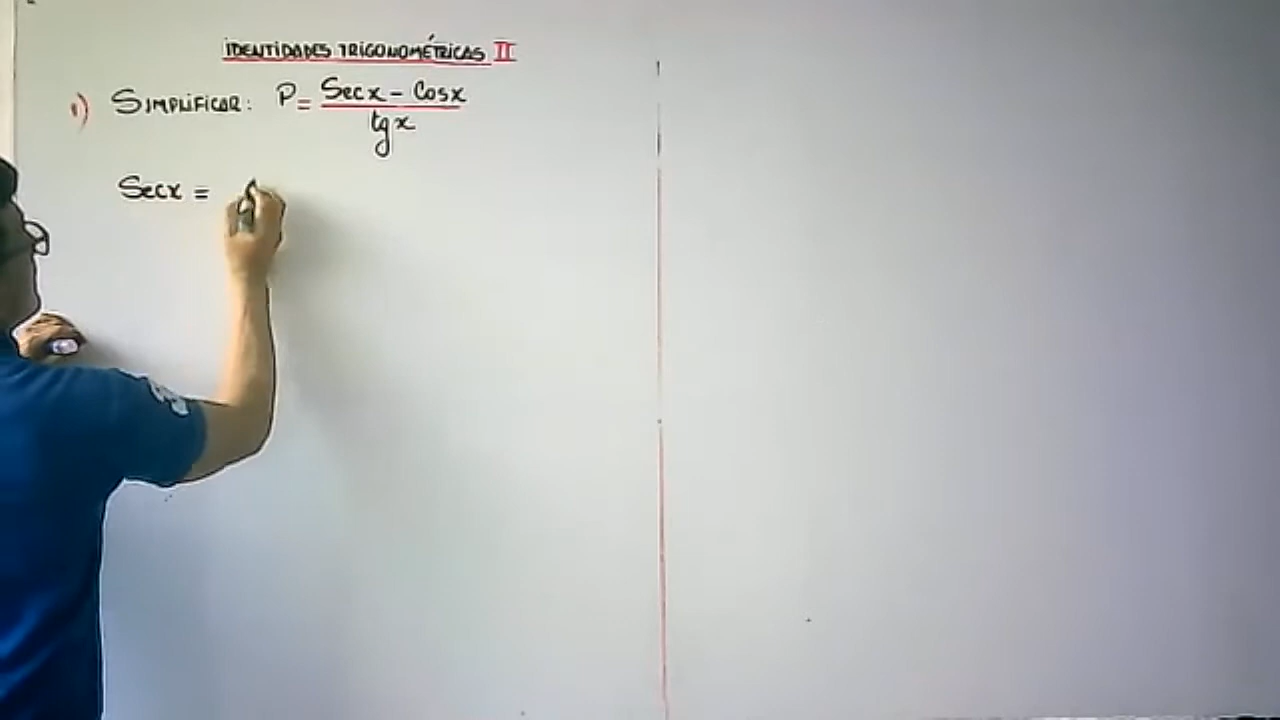 IDENTIDADES TRIGONOMÉTRICAS II
1) SIMPLIFICAR: P = (Secx - Cosx) / tgx
Secx =